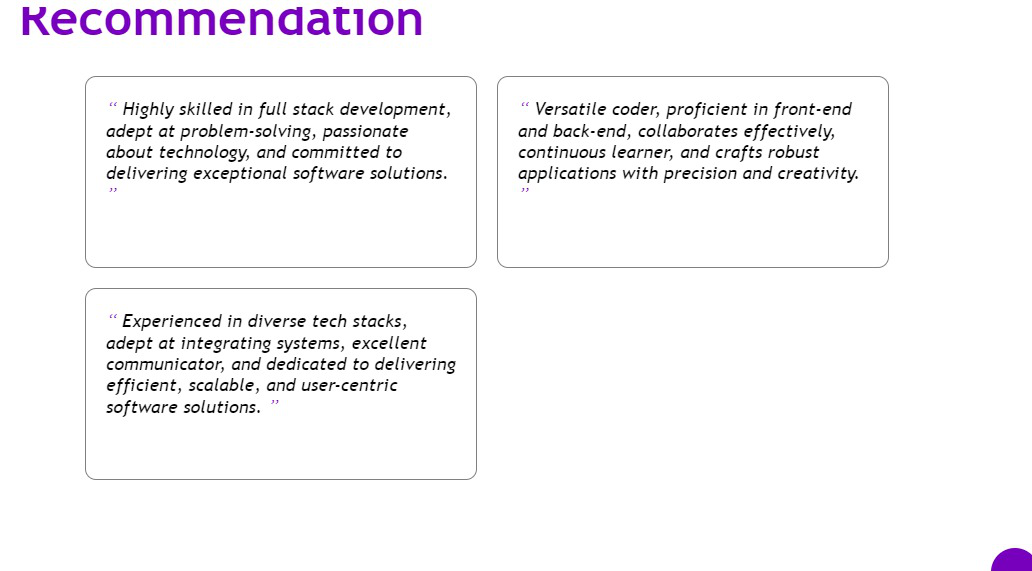 Recommendation
“ Highly skilled in full stack development,
adept at problem-solving, passionate
about technology, and committed to
delivering exceptional software solutions.
”
“ Versatile coder, proficient in front-end
and back-end, collaborates effectively,
continuous learner, and crafts robust
applications with precision and creativity.
”
“ Experienced in diverse tech stacks,
adept at integrating systems, excellent
communicator, and dedicated to delivering
efficient, scalable, and user-centric
software solutions. ”